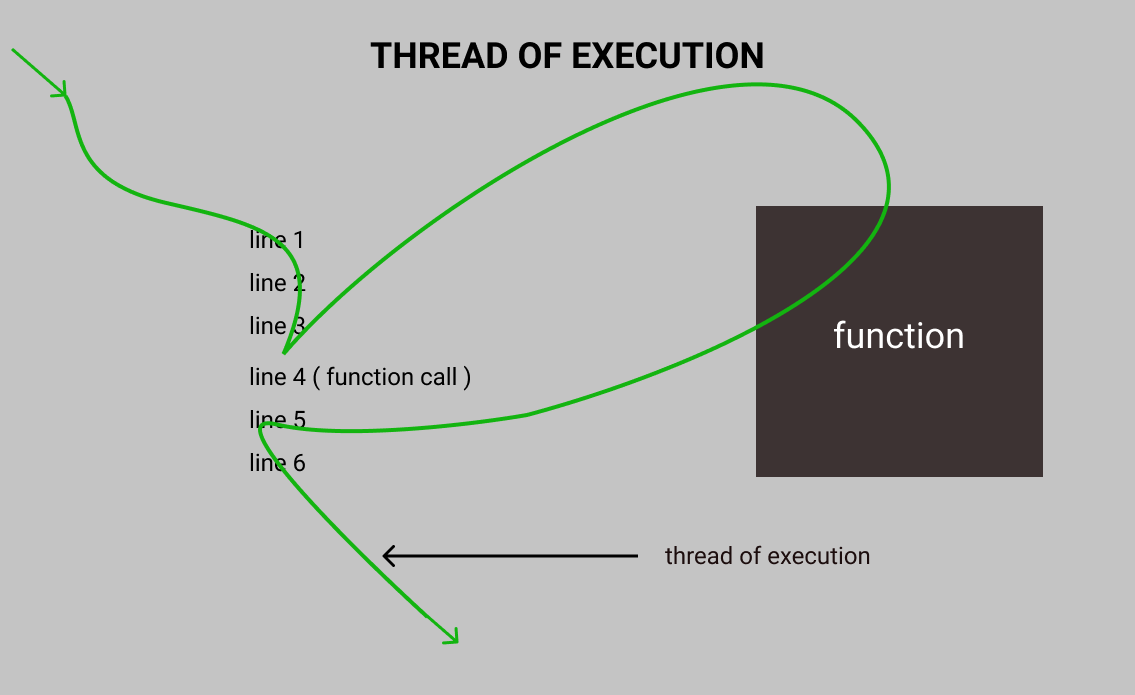 THREAD OF EXECUTION
line 1
line 2
line 3
line 4 ( function call )
line 5
line 6
function
thread of execution